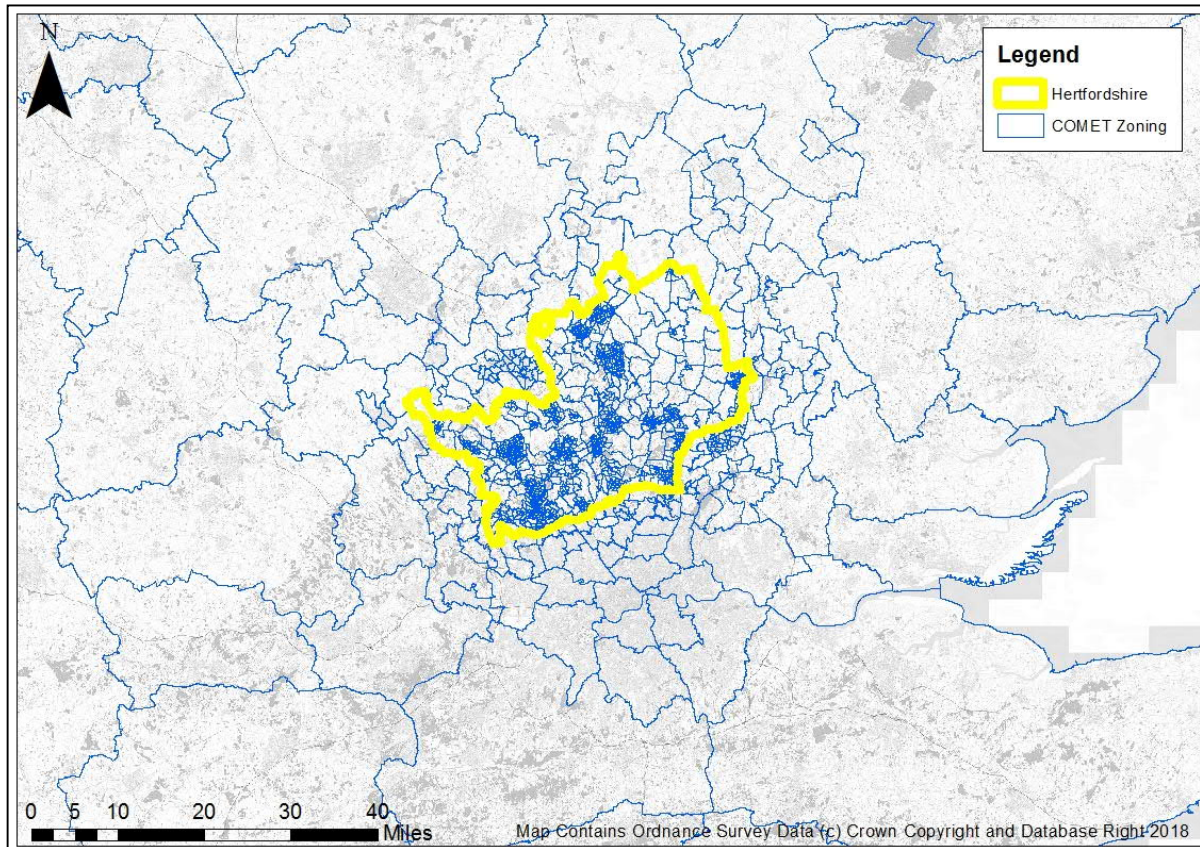 N
Legend
Hertfordshire
COMET Zoning
0 5 10 20 30 40
Miles
Map Contains Ordnance Survey Data (c) Crown Copyright and Database Right 2018